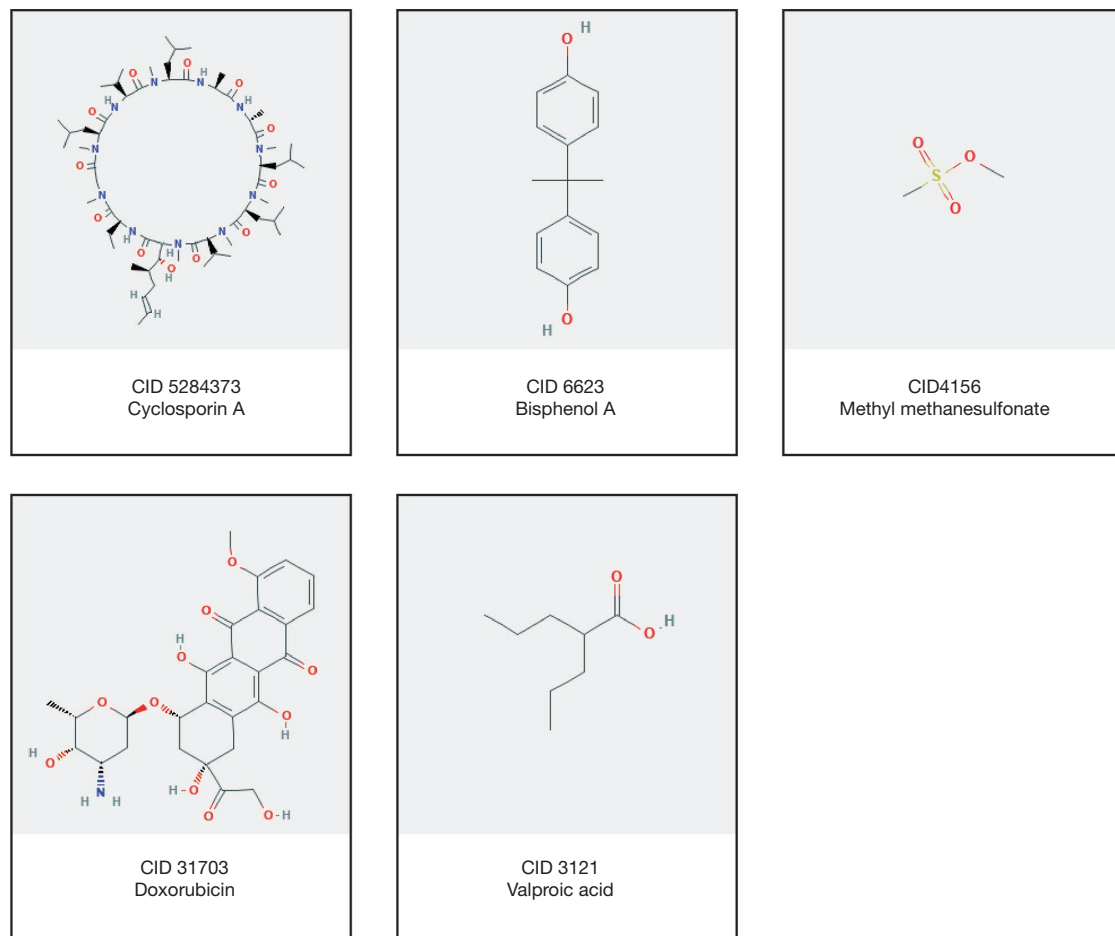 CID 5284373
Cyclosporin A
CID 6623
Bisphenol A
CID4156
Methyl methanesulfonate
CID 31703
Doxorubicin
CID 3121
Valproic acid